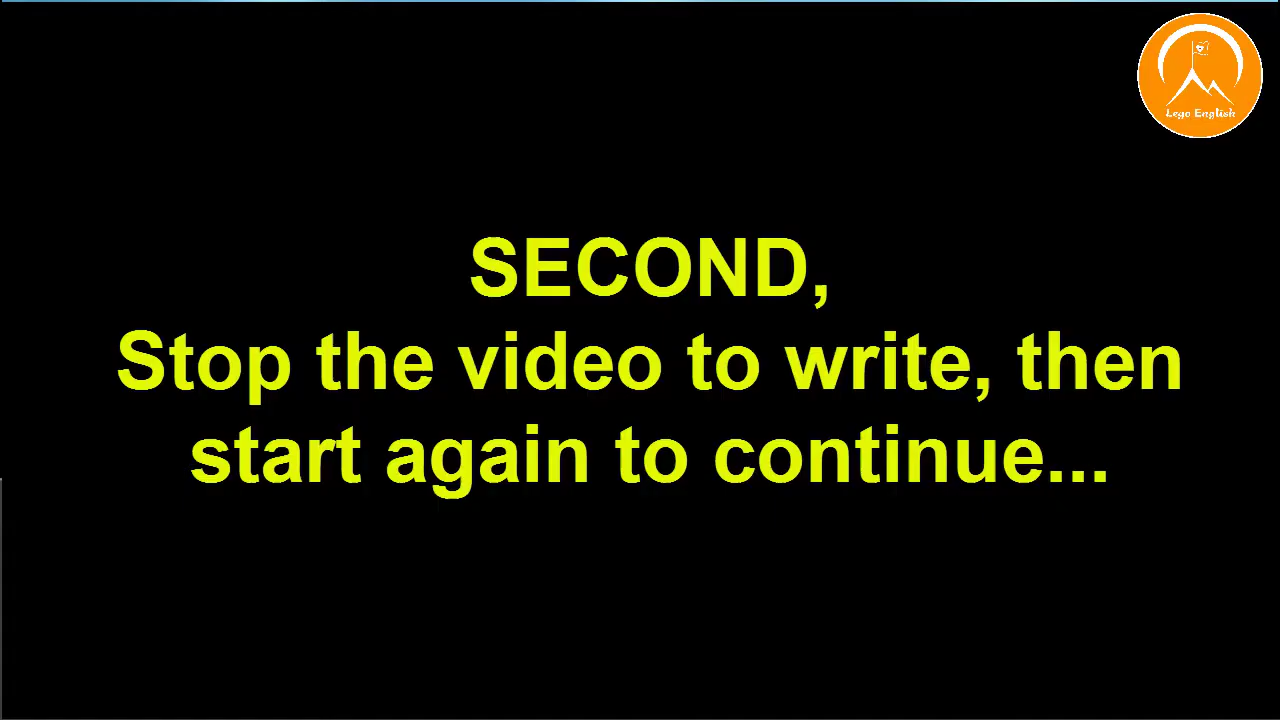 Lego English
SECOND,
Stop the video to write, then
start again to continue...